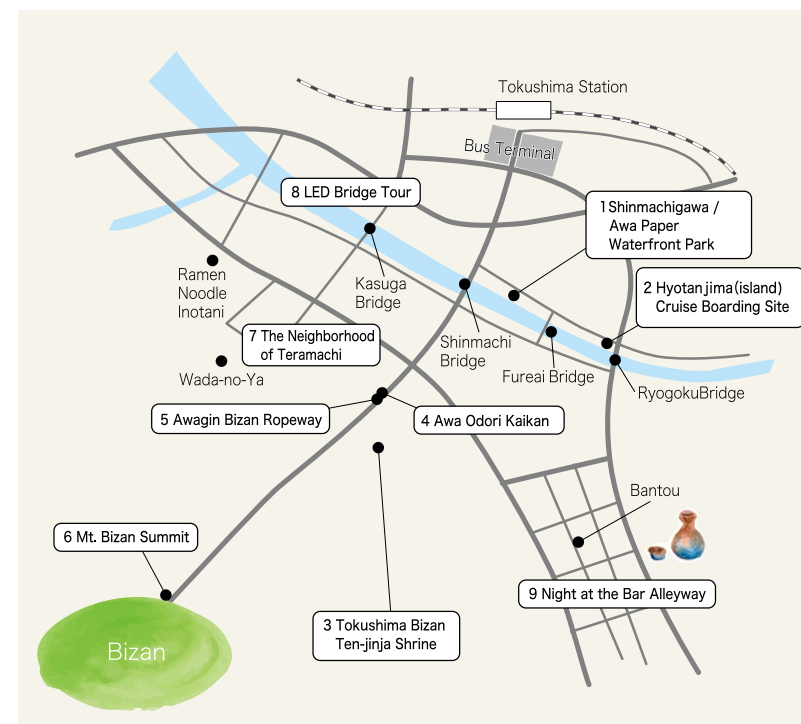 Tokushima Station
Bus Terminal
8 LED Bridge Tour
1 Shinmachigawa /
Awa Paper
Waterfront Park
Ramen
Noodle
Inotani
Kasuga
Bridge
2 Hyotan jima(island)
Cruise Boarding Site
7 The Neighborhood
of Teramachi
Shinmachi
Bridge
Wada-no-Ya
Fureai Bridge
RyogokuBridge
5 Awagin Bizan Ropeway
4 Awa Odori Kaikan
Bantou
6 Mt. Bizan Summit
9 Night at the Bar Alleyway
3 Tokushima Bizan
Ten-jinja Shrine
Bizan